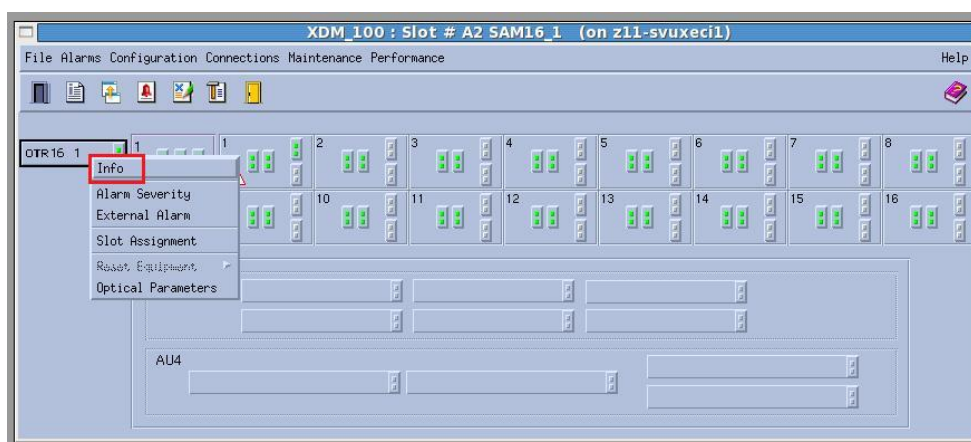 XDM_100 : Slot # A2 SAM16_1 (on z11-svuxeci1)
File Alarms Configuration Connections Maintenance Performance Help
OTR16 1
1 1 2 3 4 5 6 7 8
Info
Alarm Severity
External Alarm
Slot Assignment
Reset Equipment
Optical Parameters
10 11 12 13 14 15 16
AU4